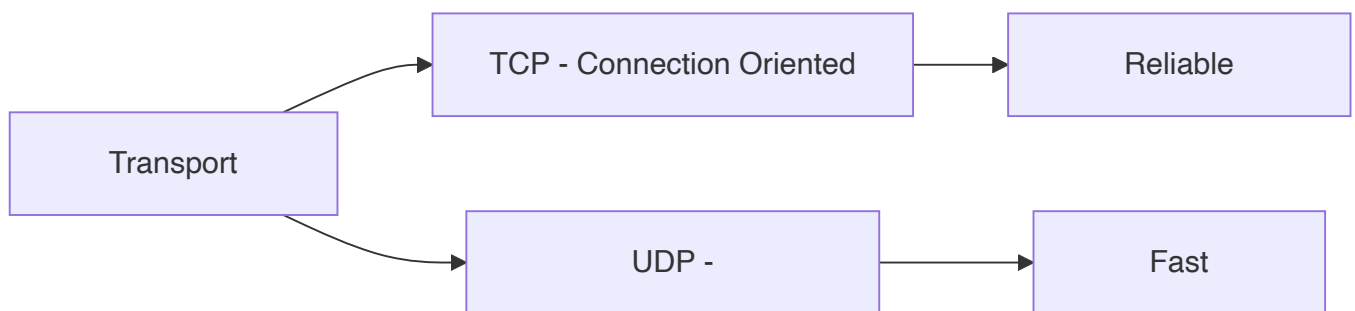 Transport
TCP - Connection Oriented
Reliable
UDP -
Fast